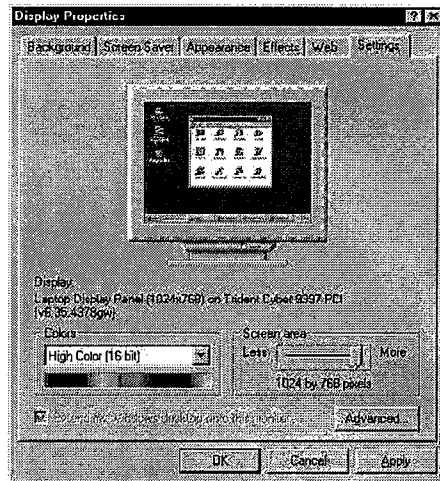 Display Properties
Background Screen Saver Appearance Effects Web Settings
Display:
Laptop Display Panel (1024x768) on Trident Cyber 9397 PCI
(v6.35.4378gw)
Colors
Screen area
High Color (16 bit)
Less More
1024 by 768 pixels
Advanced...
OK Cancel Apply